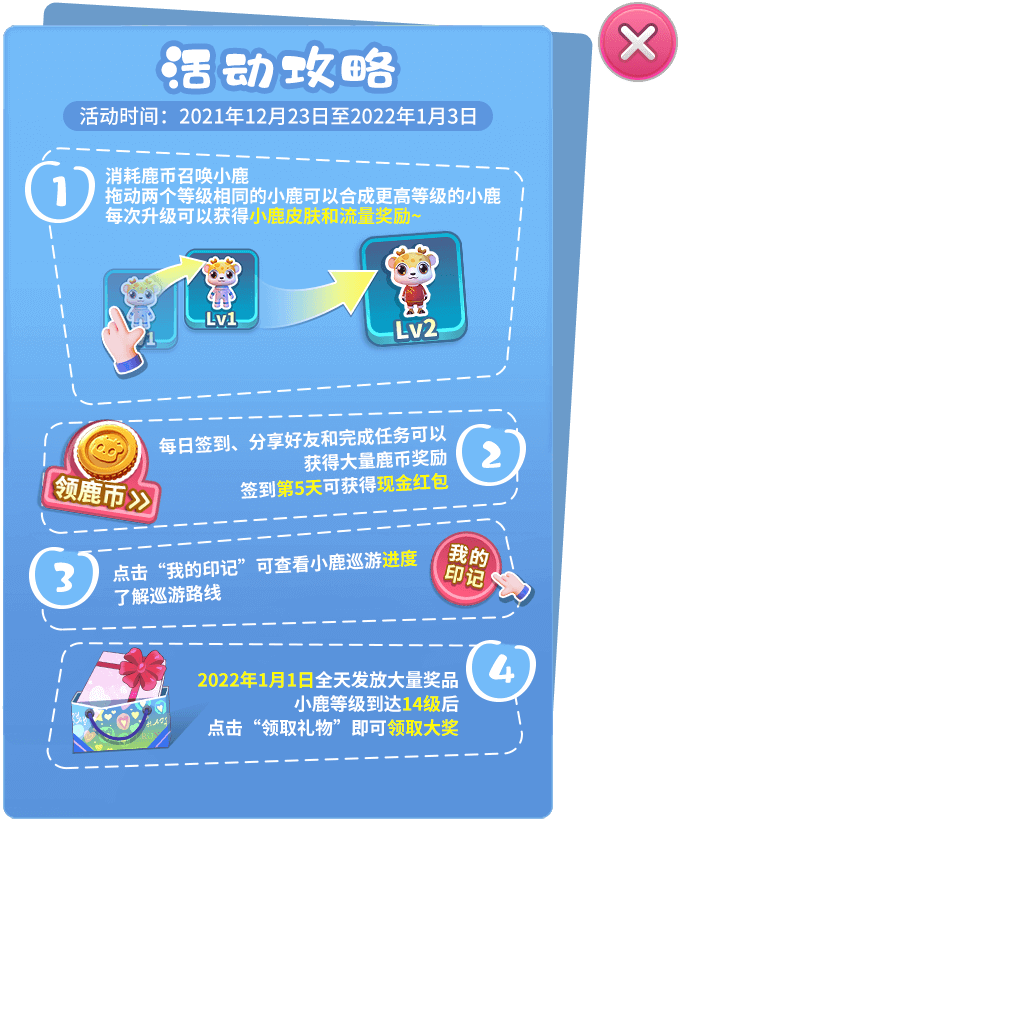 活动攻略
活动时间：2021年12月23日至2022年1月3日
1
消耗鹿币召唤小鹿
拖动两个等级相同的小鹿可以合成更高等级的小鹿
每次升级可以获得小鹿皮肤和流量奖励~
Lv1
Lv2
每日签到、分享好友和完成任务可以
获得大量鹿币奖励
签到第5天可获得现金红包
2
领鹿币
3
点击“我的印记”可查看小鹿巡游进度
了解巡游路线
我的
印记
4
2022年1月1日全天发放大量奖品
小鹿等级到达14级后
点击“领取礼物”即可领取大奖